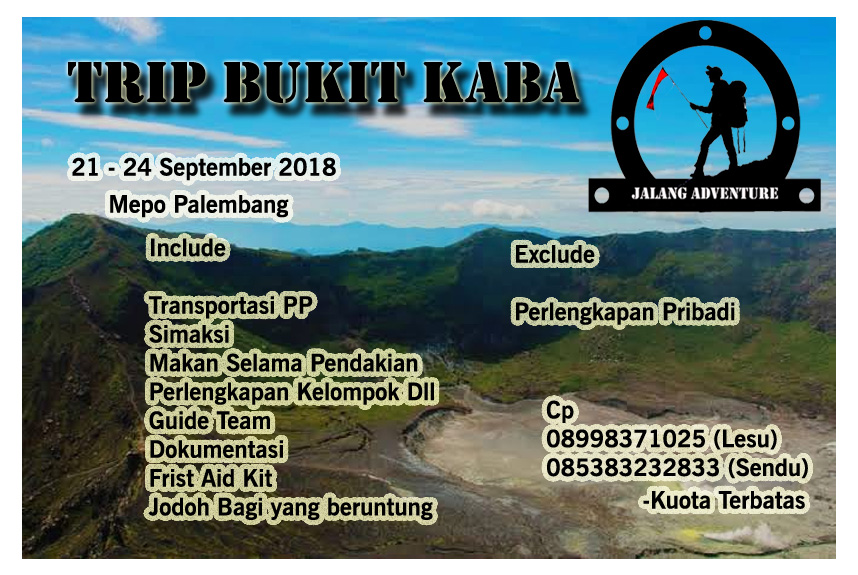 TRIP BUKIT KABA
JALANG ADVENTURE
21 - 24 September 2018
Mepo Palembang
Include
Transportasi PP
Simaksi
Makan Selama Pendakian
Perlengkapan Kelompok Dll
Guide Team
Dokumentasi
Frist Aid Kit
Jodoh Bagi yang beruntung
Exclude
Perlengkapan Pribadi
Cp
08998371025 (Lesu)
085383232833 (Sendu)
-Kuota Terbatas